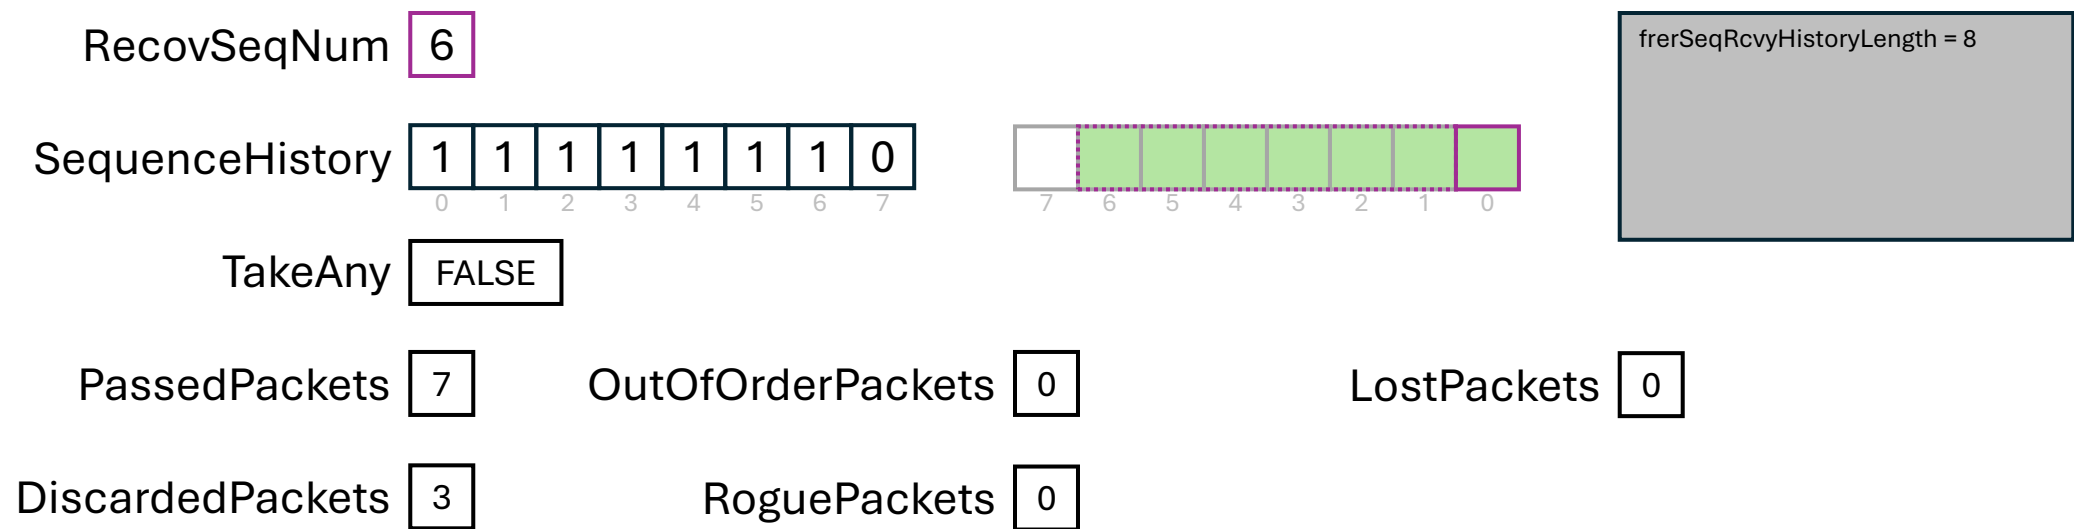 RecovSeqNum 6
frerSeqRcvyHistoryLength = 8
SequenceHistory 1 1 1 1 1 1 1 0
0 1 2 3 4 5 6 7
7 6 5 4 3 2 1 0
TakeAny FALSE
PassedPackets 7 OutOfOrderPackets 0 LostPackets 0
DiscardedPackets 3 RoguePackets 0